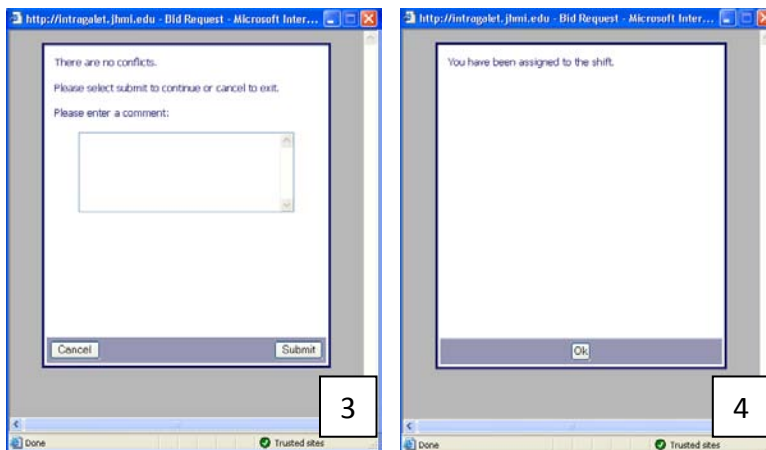 http://intragalet.jhmi.edu - Bid Request - Microsoft Inter...
There are no conflicts.
Please select submit to continue or cancel to exit.
Please enter a comment:
Cancel
Submit
3
Done
Trusted sites
http://intragalet.jhmi.edu - Bid Request - Microsoft Inter...
You have been assigned to the shift.
Ok
4
Done
Trusted sites